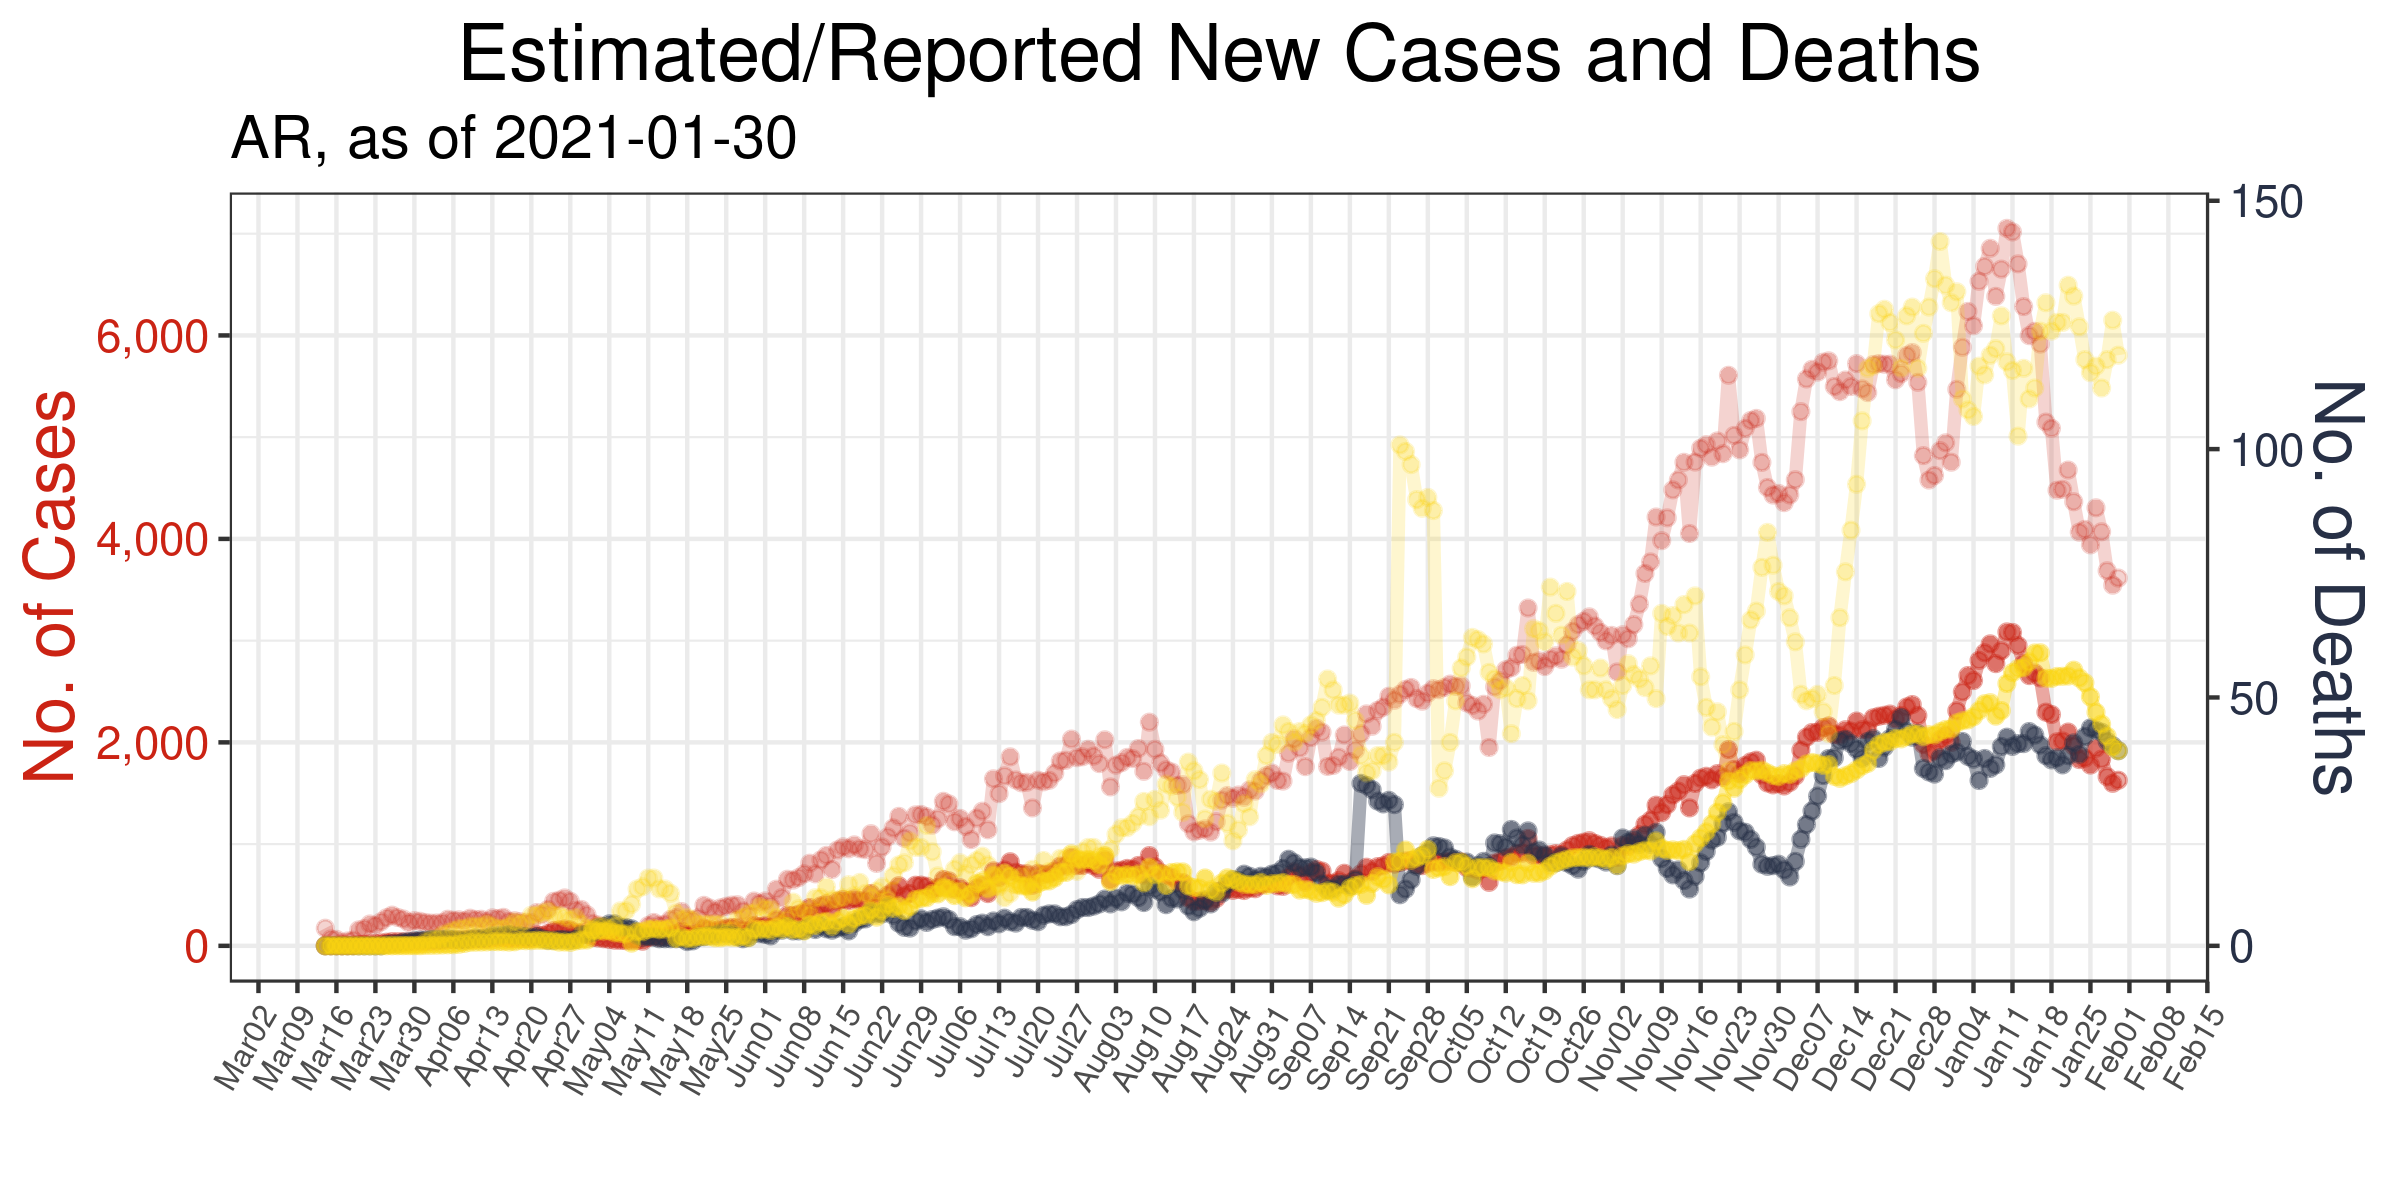 Estimated/Reported New Cases and Deaths
AR, as of 2021-01-30
No. of Cases
6,000
4,000
2,000
0
150
100
50
0
No. of Deaths
Mar02
Mar09
Mar16
Mar23
Mar30
Apr06
Apr13
Apr20
Apr27
May04
May11
May18
May25
Jun01
Jun08
Jun15
Jun22
Jun29
Jul06
Jul13
Jul20
Jul27
Aug03
Aug10
Aug17
Aug24
Aug31
Sep07
Sep14
Sep21
Sep28
Oct05
Oct12
Oct19
Oct26
Nov02
Nov09
Nov16
Nov23
Nov30
Dec07
Dec14
Dec21
Dec28
Jan04
Jan11
Jan18
Jan25
Feb01
Feb08
Feb15